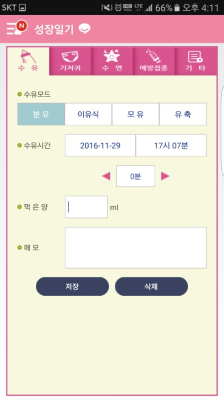 SKT 66% 오후 4:11
N 성장일기
수 유 기저귀 수 면 예방접종 기 타
수유모드
분 유 이유식 모 유 유 축
수유시간 2016-11-29 17시 07분
0분
먹 은 양 ml
메 모
저장 삭제